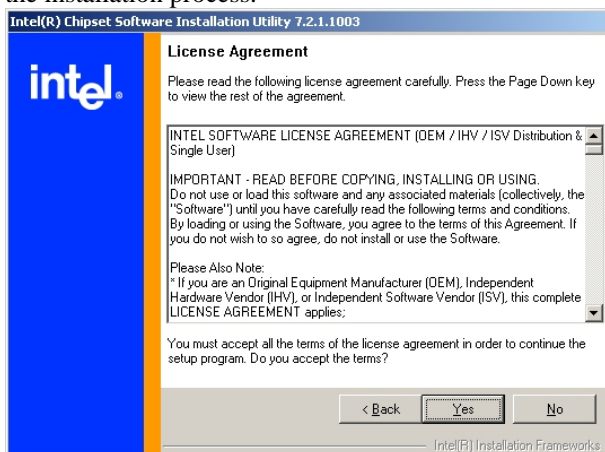 the installation process.
Intel(R) Chipset Software Installation Utility 7.2.1.1003
intel.
License Agreement
Please read the following license agreement carefully. Press the Page Down key
to view the rest of the agreement.
INTEL SOFTWARE LICENSE AGREEMENT (OEM / IHV / ISV Distribution &
Single User)
IMPORTANT - READ BEFORE COPYING, INSTALLING OR USING.
Do not use or load this software and any associated materials (collectively, the
"Software") until you have carefully read the following terms and conditions.
By loading or using the Software, you agree to the terms of this Agreement. If
you do not wish to so agree, do not install or use the Software.
Please Also Note:
* If you are an Original Equipment Manufacturer (OEM), Independent
Hardware Vendor (IHV), or Independent Software Vendor (ISV), this complete
LICENSE AGREEMENT applies;
You must accept all the terms of the license agreement in order to continue the
setup program. Do you accept the terms?
< Back Yes No
Intel(R) Installation Frameworks